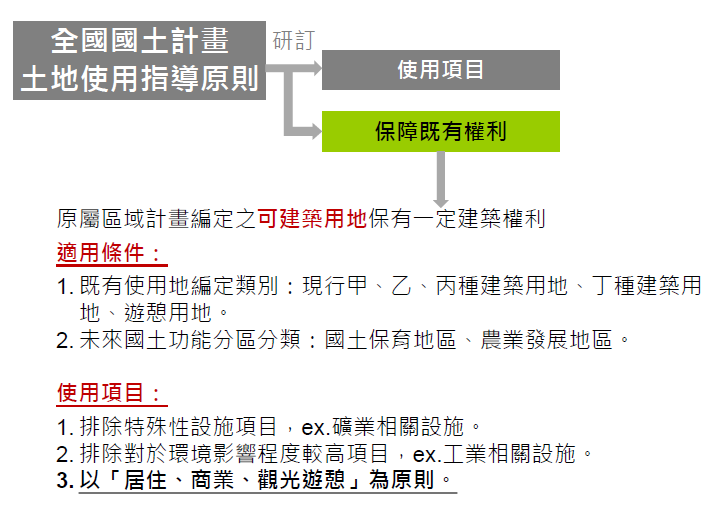 全國國土計畫
土地使用指導原則
研訂
使用項目
保障既有權利
原屬區域計畫編定之可建築用地保有一定建築權利
適用條件：
1. 既有使用地編定類別：現行甲、乙、丙種建築用地、丁種建築用
地、遊憩用地。
2. 未來國土功能分區分類：國土保育地區、農業發展地區。
使用項目：
1. 排除特殊性設施項目，ex.礦業相關設施。
2. 排除對於環境影響程度較高項目，ex.工業相關設施。
3. 以「居住、商業、觀光遊憩」為原則。